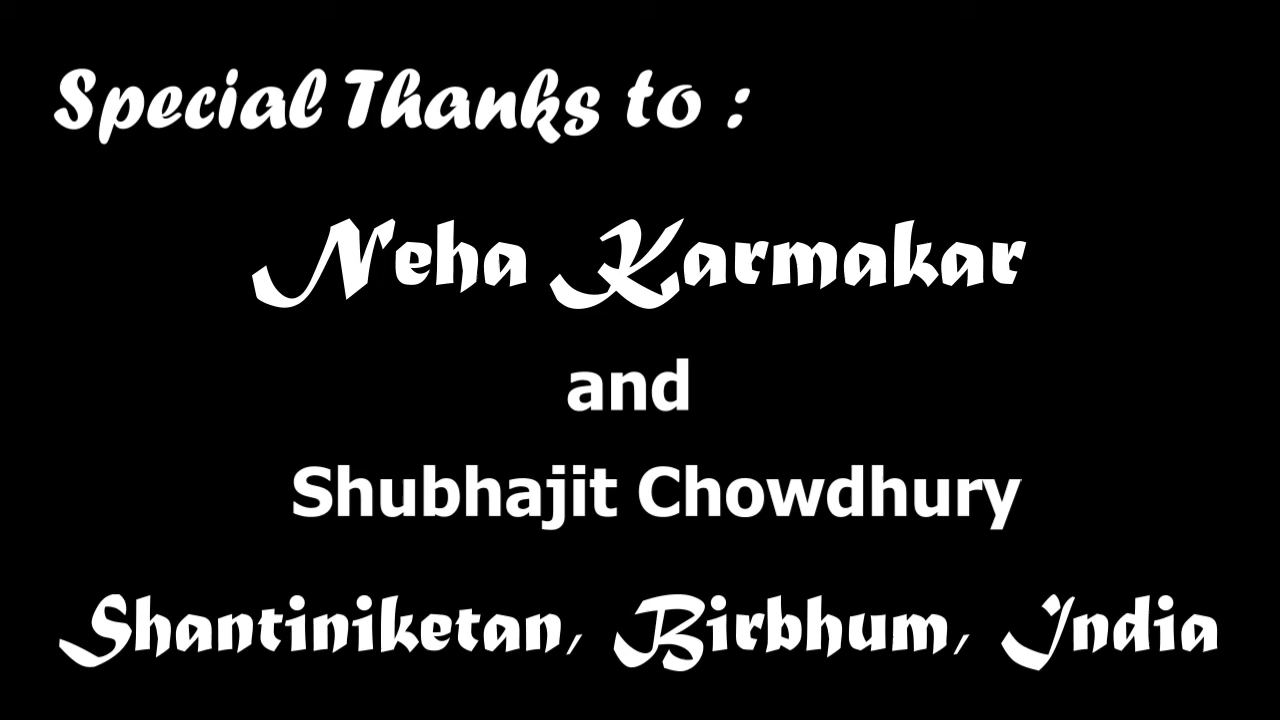 Special Thanks to :
Neha Karmakar
and
Shubhajit Chowdhury
Shantiniketan, Birbhum, India